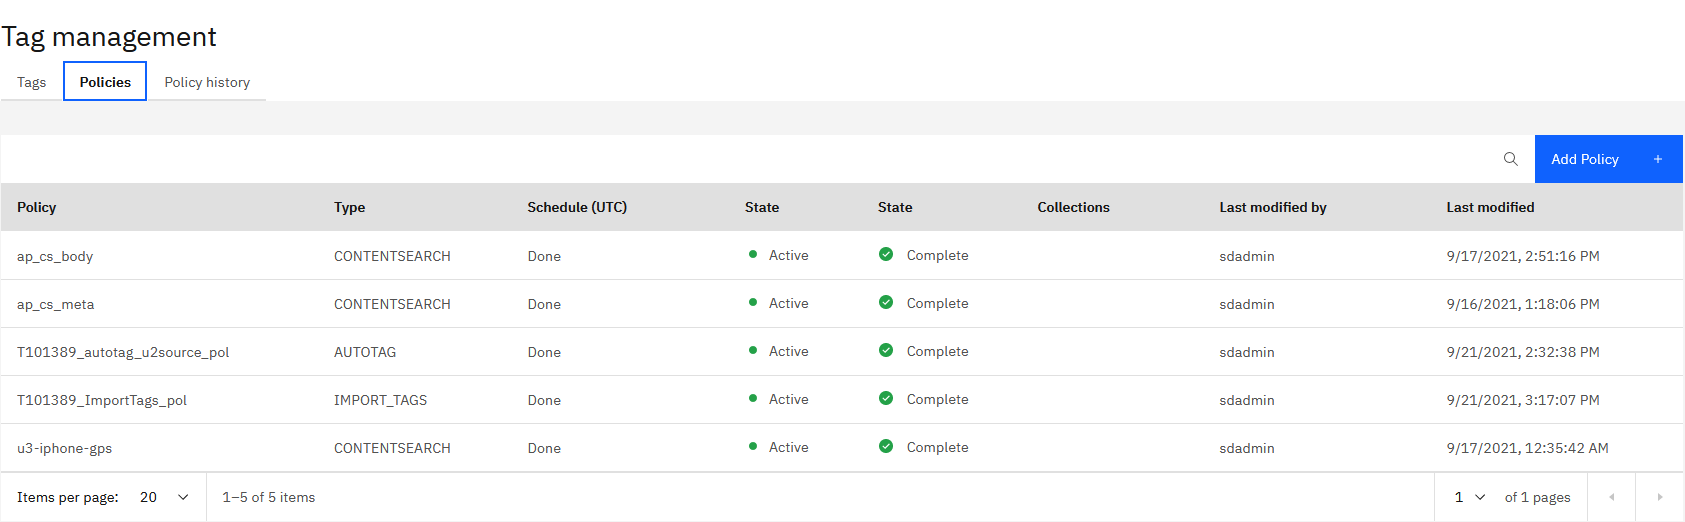 Tag management
Tags Policies Policy history
Add Policy +
Policy Type Schedule (UTC) State State Collections Last modified by Last modified
ap_cs_body CONTENTSEARCH Done Active Complete sdadmin 9/17/2021, 2:51:16 PM
ap_cs_meta CONTENTSEARCH Done Active Complete sdadmin 9/16/2021, 1:18:06 PM
T101389_autotag_u2source_pol AUTOTAG Done Active Complete sdadmin 9/21/2021, 2:32:38 PM
T101389_ImportTags_pol IMPORT_TAGS Done Active Complete sdadmin 9/21/2021, 3:17:07 PM
u3-iphone-gps CONTENTSEARCH Done Active Complete sdadmin 9/17/2021, 12:35:42 AM
Items per page: 20 1–5 of 5 items 1 of 1 pages